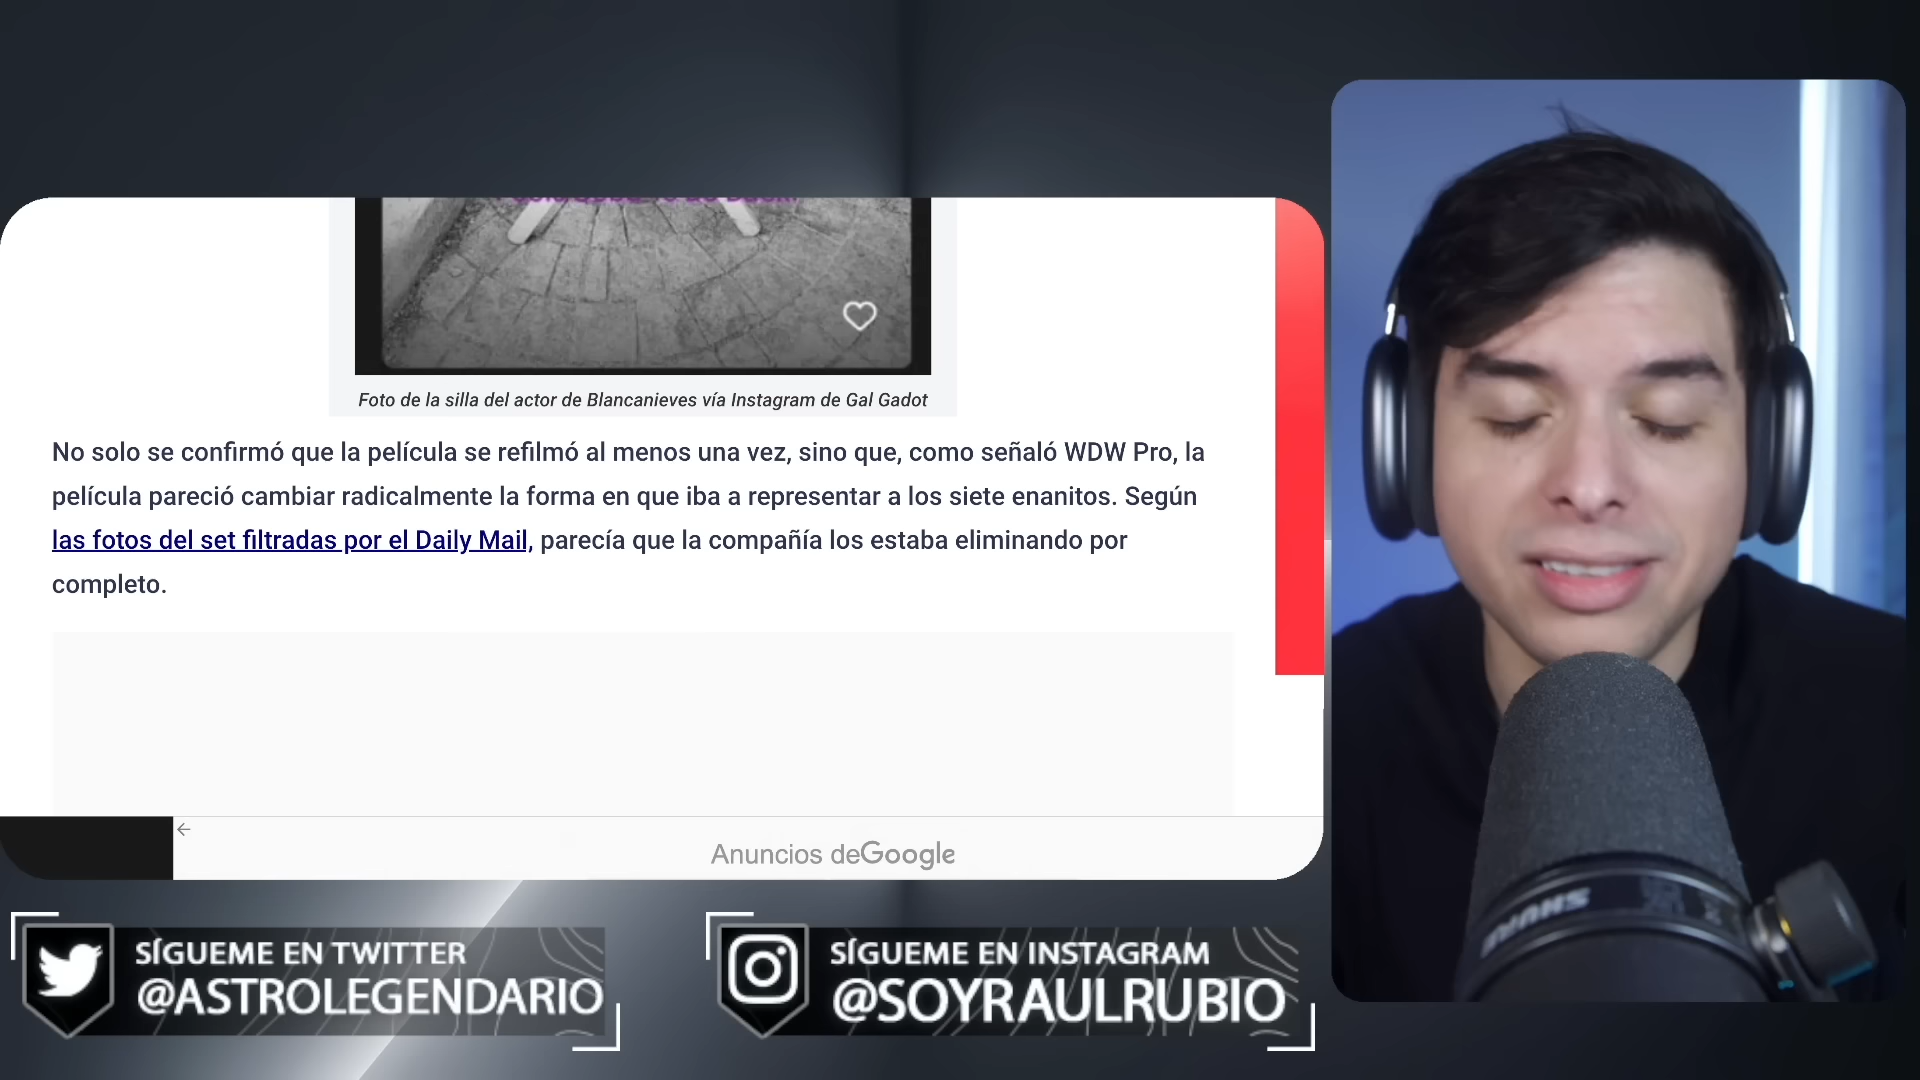 Foto de la silla del actor de Blancanieves vía Instagram de Gal Gadot
No solo se confirmó que la película se refilmó al menos una vez, sino que, como señaló WDW Pro, la
película pareció cambiar radicalmente la forma en que iba a representar a los siete enanitos. Según
las fotos del set filtradas por el Daily Mail, parecía que la compañía los estaba eliminando por
completo.
Anuncios deGoogle
SÍGUEME EN TWITTER
@ASTROLEGENDARIO
SÍGUEME EN INSTAGRAM
@SOYRAULRUBIO
SHURE